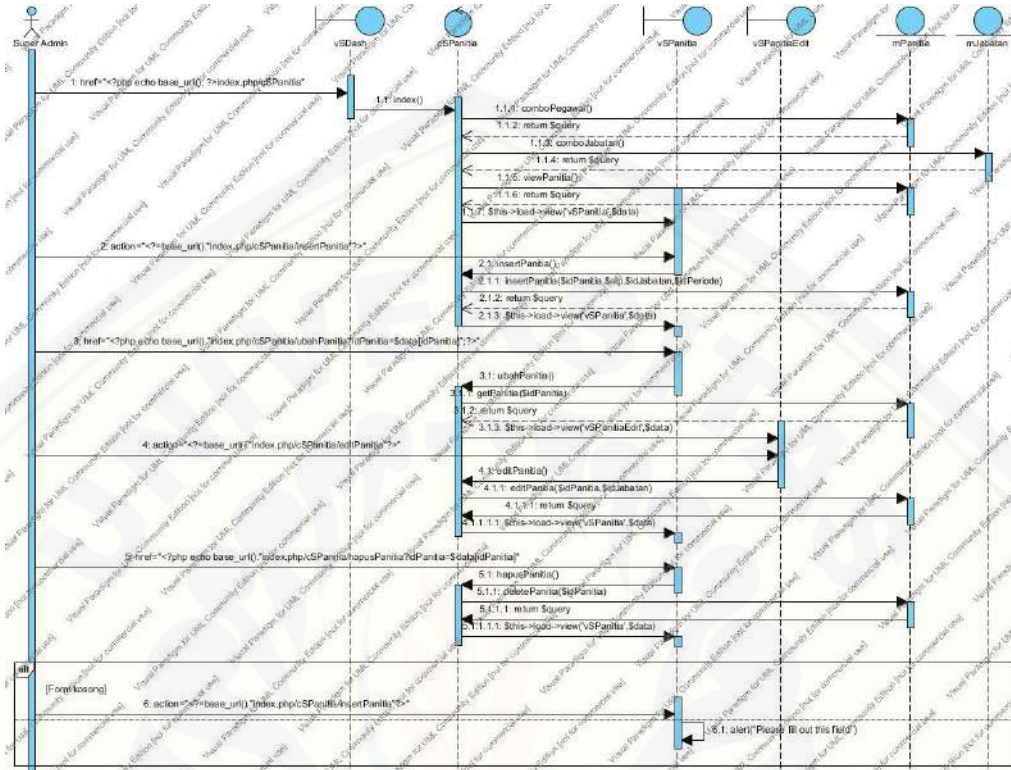 Super Admin
vSDash
cSPanitia
vSPanitia
vSPanitiaEdit
mPanitia
mJabatan
1: href="<?php echo base_url(); ?>index.php/cSPanitia"
1.1: index()
1.1.1: comboPegawai()
1.1.2: return $query
1.1.3: comboJabatan()
1.1.4: return $query
1.1.5: viewPanitia()
1.1.6: return $query
1.1.7: $this->load->view('vSPanitia',$data)
2: action="<?=base_url()."index.php/cSPanitia/insertPanitia"?>"
2.1: insertPanitia()
2.1.1: insertPanitia($idPanitia,$nip,$idJabatan,$idPeriode)
2.1.2: return $query
2.1.3: $this->load->view('vSPanitia',$data)
3: href="<?php echo base_url()."index.php/cSPanitia/ubahPanitia?idPanitia=$data[idPanitia]";?>"
3.1: ubahPanitia()
3.1.1: getPanitia($idPanitia)
3.1.2: return $query
3.1.3: $this->load->view('vSPanitiaEdit',$data)
4: action="<?=base_url()."index.php/cSPanitia/editPanitia"?>"
4.1: editPanitia()
4.1.1: editPanitia($idPanitia,$idJabatan)
4.1.1.1: return $query
4.1.1.1.1: $this->load->view('vSPanitia',$data)
5: href="<?php echo base_url()."index.php/cSPanitia/hapusPanitia?idPanitia=$data[idPanitia]"
5.1: hapusPanitia()
5.1.1: deletePanitia($idPanitia)
5.1.1.1: return $query
5.1.1.1.1: $this->load->view('vSPanitia',$data)
alt
[Form kosong]
6: action="<?=base_url()."index.php/cSPanitia/insertPanitia"?>"
6.1: alert("Please fill out this field")
Visual Paradigm for UML Community Edition [not for commercial use]